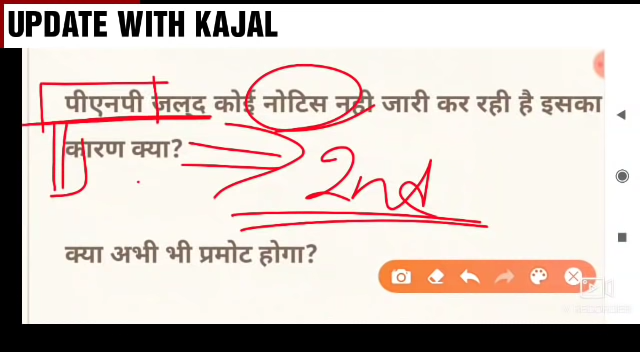 UPDATE WITH KAJAL
पीएनपी जल्द कोई नोटिस नही जारी कर रही है इसका
कारण क्या?
2nd
क्या अभी भी प्रमोट होगा?